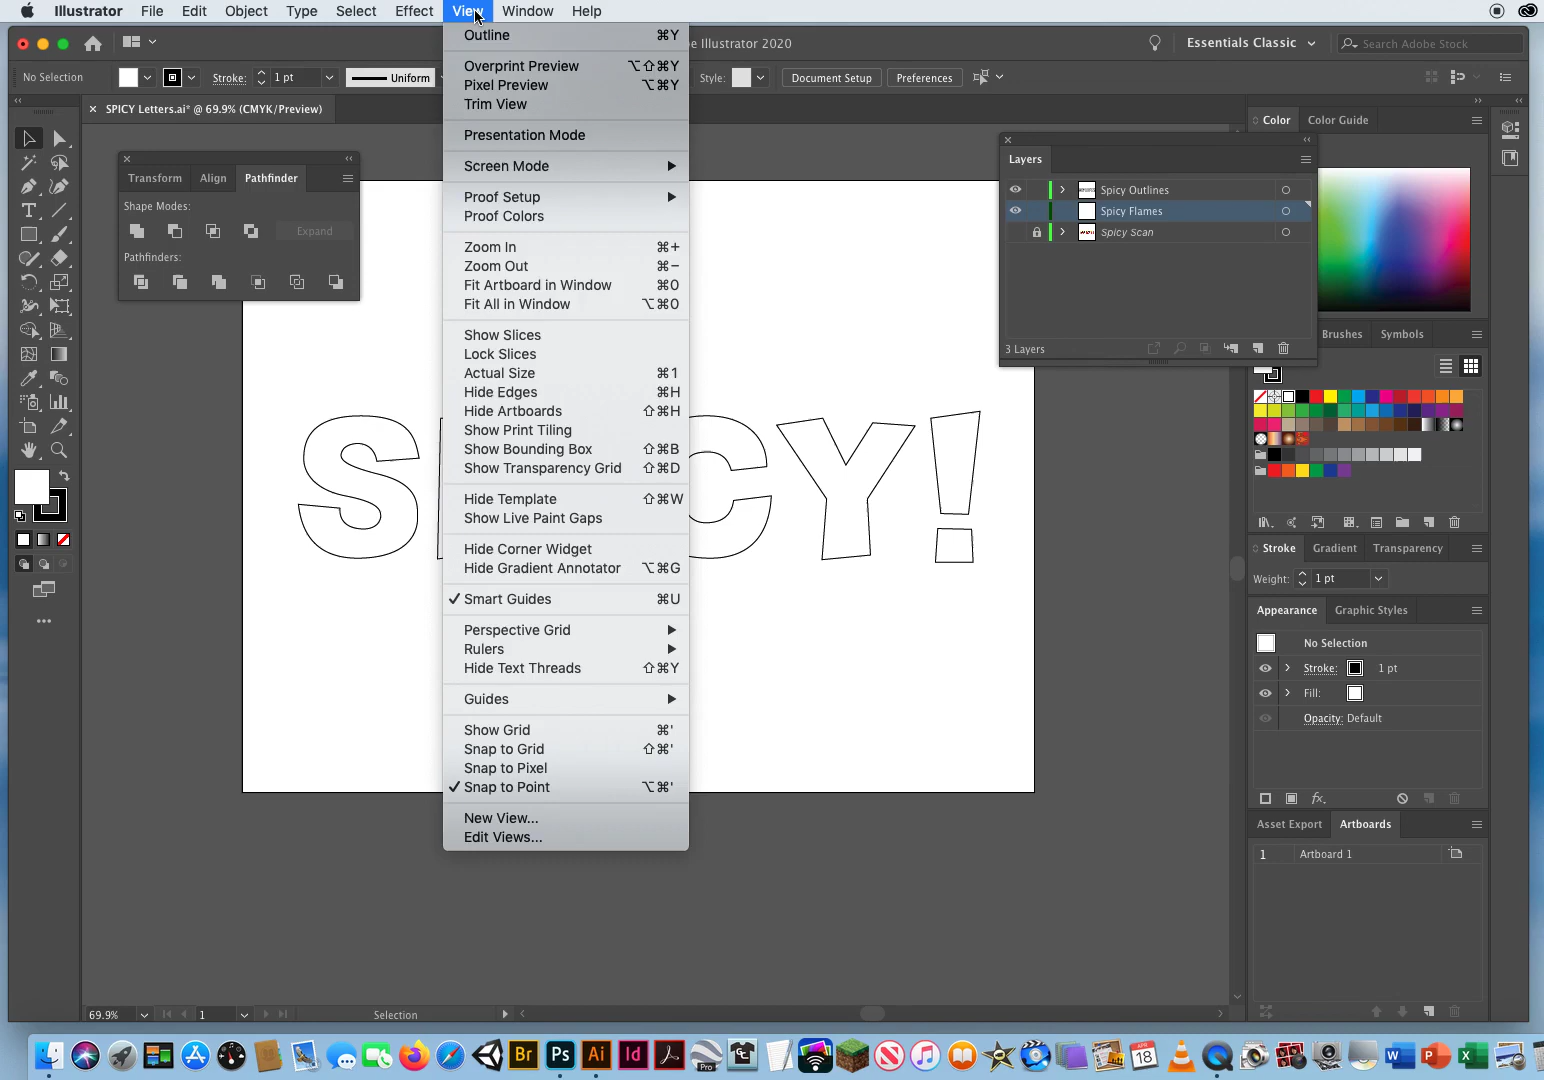 Illustrator File Edit Object Type Select Effect View Window Help
e Illustrator 2020
Essentials Classic
Search Adobe Stock
No Selection
Stroke: 1 pt Uniform
Style:
Document Setup Preferences
× SPICY Letters.ai* @ 69.9% (CMYK/Preview)
Outline ⌘Y
Overprint Preview ⌥⇧⌘Y
Pixel Preview ⌥⌘Y
Trim View
Presentation Mode
Screen Mode
Proof Setup
Proof Colors
Zoom In ⌘+
Zoom Out ⌘−
Fit Artboard in Window ⌘0
Fit All in Window ⌥⌘0
Show Slices
Lock Slices
Actual Size ⌘1
Hide Edges ⌘H
Hide Artboards ⇧⌘H
Show Print Tiling
Show Bounding Box ⇧⌘B
Show Transparency Grid ⇧⌘D
Hide Template ⇧⌘W
Show Live Paint Gaps
Hide Corner Widget
Hide Gradient Annotator ⌥⌘G
✓ Smart Guides ⌘U
Perspective Grid
Rulers
Hide Text Threads ⇧⌘Y
Guides
Show Grid ⌘'
Snap to Grid ⇧⌘'
Snap to Pixel
✓ Snap to Point ⌥⌘'
New View...
Edit Views...
Transform Align Pathfinder
Shape Modes:
Expand
Pathfinders:
S CY!
Layers
Spicy Outlines
Spicy Flames
Spicy Scan
3 Layers
Color Color Guide
Brushes Symbols
Stroke Gradient Transparency
Weight: 1 pt
Appearance Graphic Styles
No Selection
Stroke: 1 pt
Fill:
Opacity: Default
fx.
Asset Export Artboards
1 Artboard 1
69.9% 1 Selection
Br Ps Ai Id
Pro
APR
18
W P X